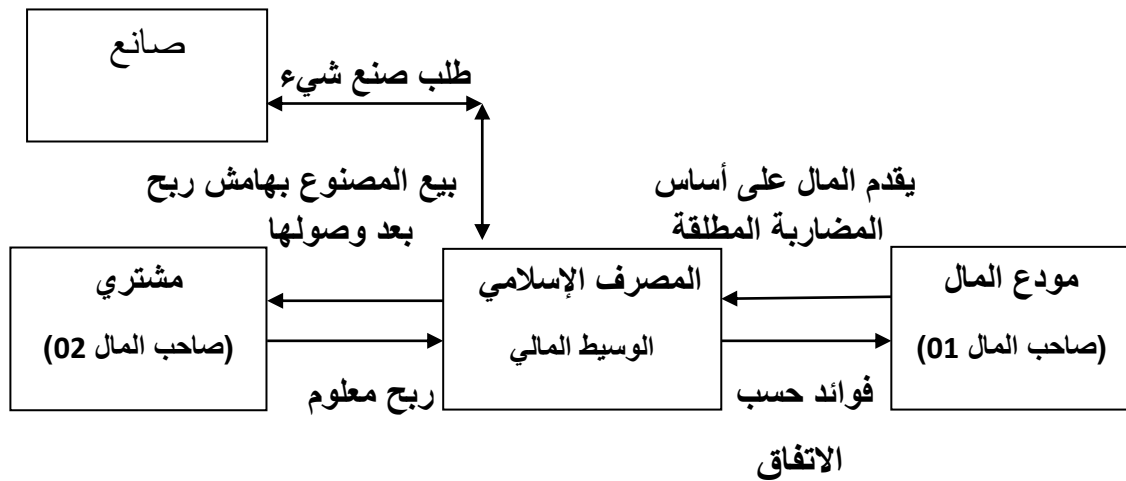 صانع
طلب صنع شيء
يقدم المال على أساس
المضاربة المطلقة
بيع المصنوع بهامش ربح
بعد وصولها
مودع المال
(صاحب المال 01)
المصرف الإسلامي
الوسيط المالي
مشتري
(صاحب المال 02)
فوائد حسب
الاتفاق
ربح معلوم